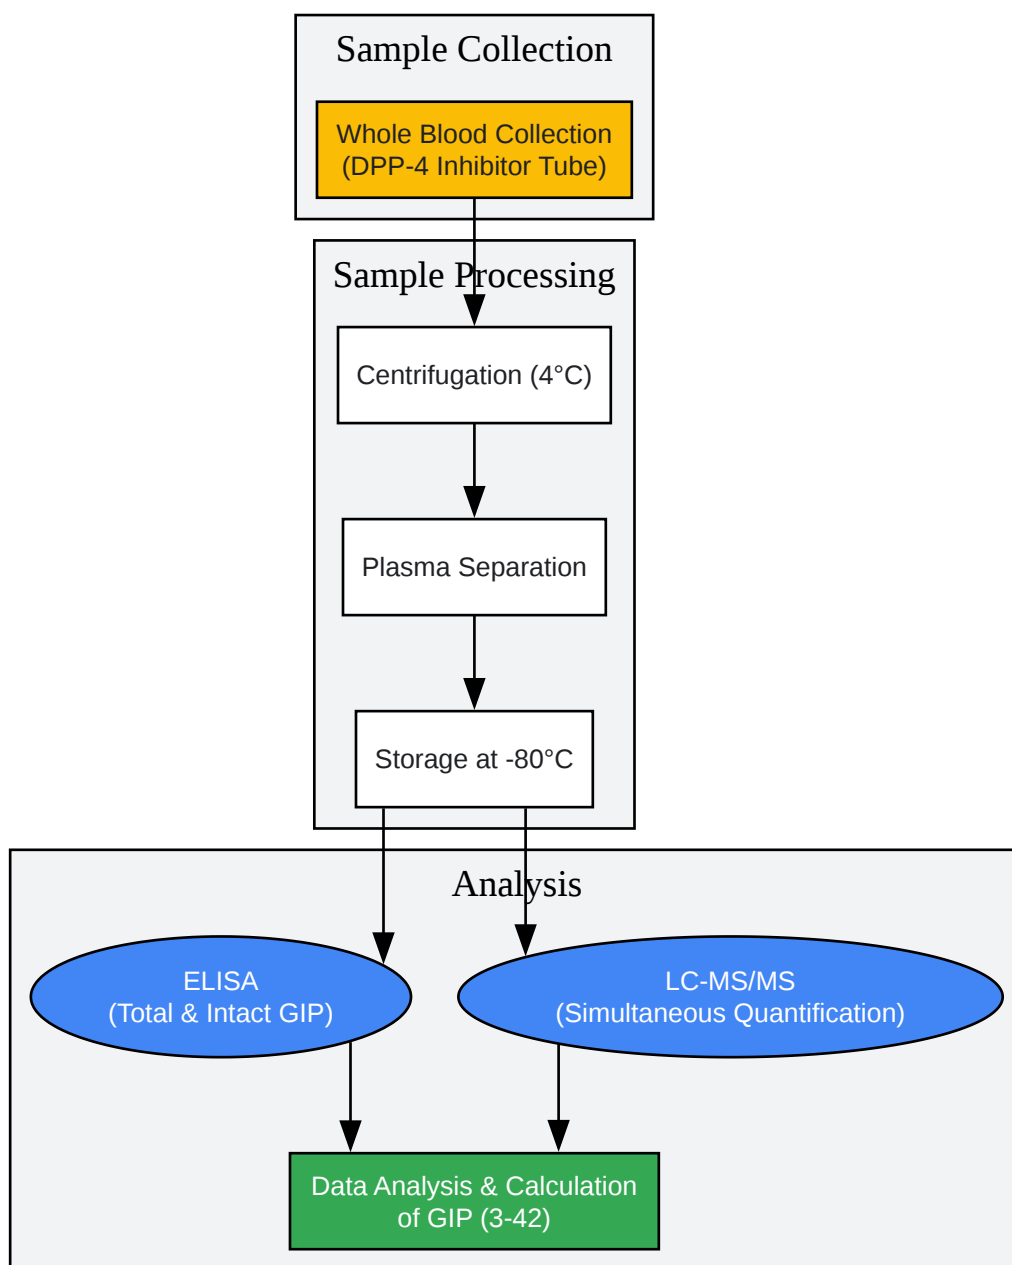 Sample Collection
Whole Blood Collection
(DPP-4 Inhibitor Tube)
Sample Processing
Centrifugation (4°C)
Plasma Separation
Storage at -80°C
Analysis
ELISA
(Total & Intact GIP)
LC-MS/MS
(Simultaneous Quantification)
Data Analysis & Calculation
of GIP (3-42)